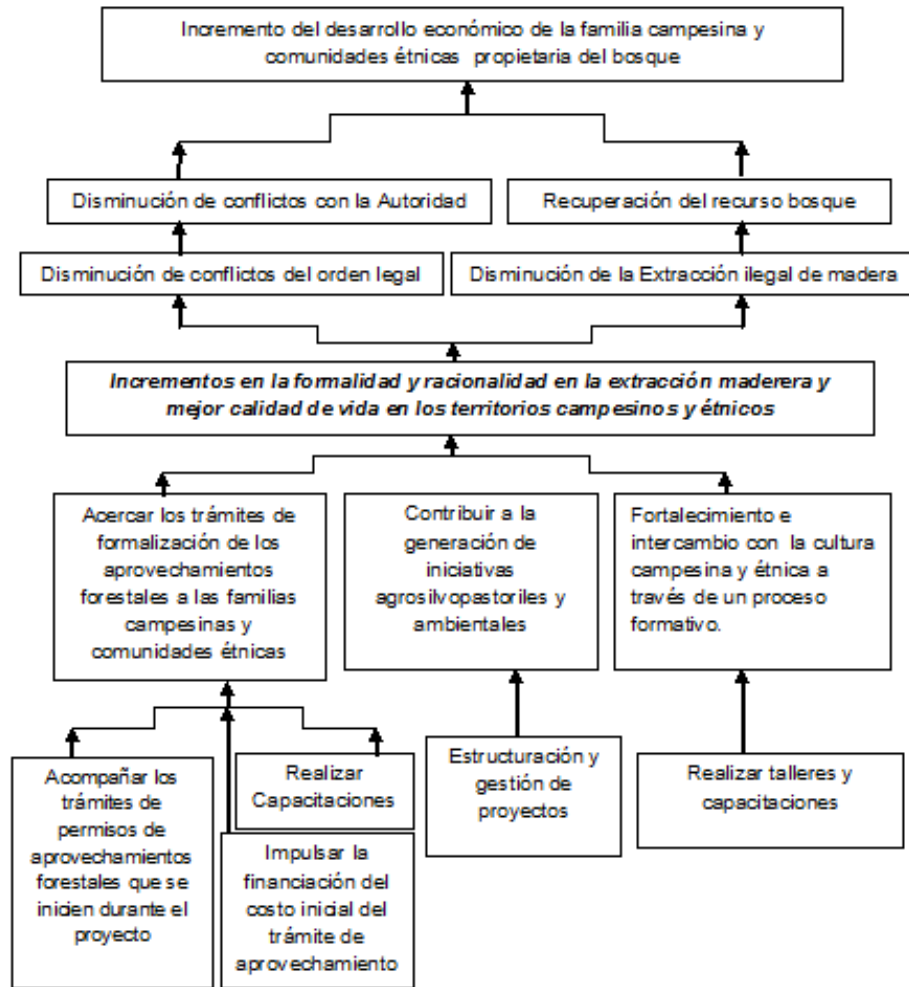 Incremento del desarrollo económico de la familia campesina y
comunidades étnicas propietaria del bosque
Disminución de conflictos con la Autoridad
Recuperación del recurso bosque
Disminución de conflictos del orden legal
Disminución de la Extracción ilegal de madera
Incrementos en la formalidad y racionalidad en la extracción maderera y
mejor calidad de vida en los territorios campesinos y étnicos
Acercar los trámites de
formalización de los
aprovechamientos
forestales a las familias
campesinas y
comunidades étnicas
Contribuir a la
generación de
iniciativas
agrosilvopastoriles y
ambientales
Fortalecimiento e
intercambio con la cultura
campesina y étnica a
través de un proceso
formativo.
Acompañar los
trámites de
permisos de
aprovechamientos
forestales que se
inicien durante el
proyecto
Realizar
Capacitaciones
Impulsar la
financiación del
costo inicial del
trámite de
aprovechamiento
Estructuración y
gestión de
proyectos
Realizar talleres y
capacitaciones